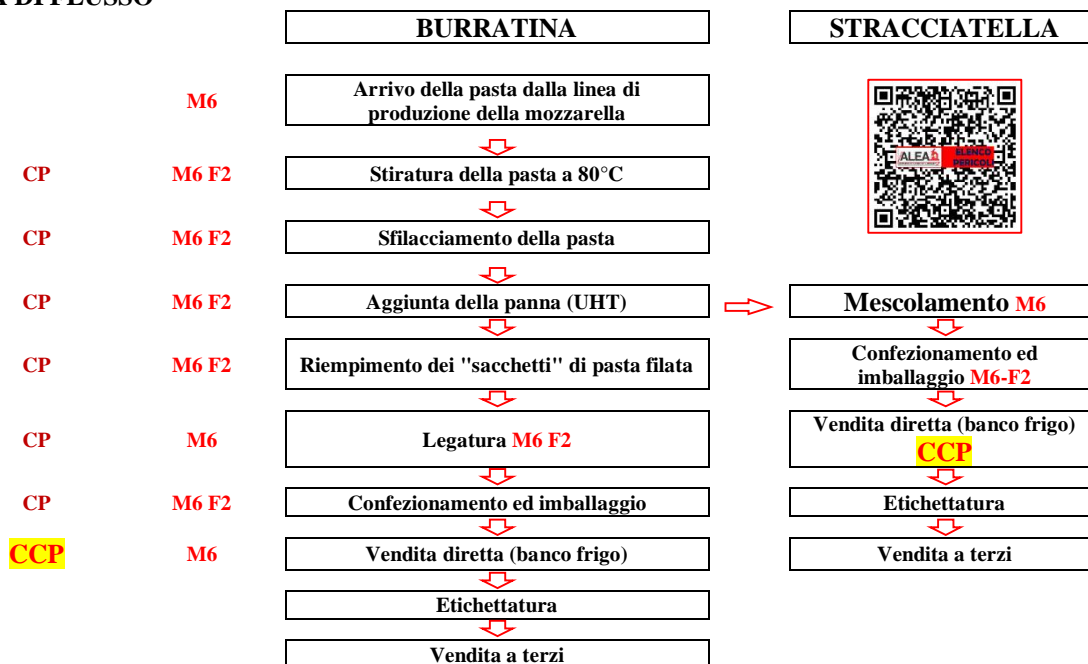 BURRATINA
STRACCIATELLA
M6
Arrivo della pasta dalla linea di
produzione della mozzarella
ALEA
ELENCO
PERICOLI
CP M6 F2 Stiratura della pasta a 80°C
CP M6 F2 Sfilacciamento della pasta
CP M6 F2 Aggiunta della panna (UHT)
Mescolamento M6
CP M6 F2 Riempimento dei "sacchetti" di pasta filata
Confezionamento ed
imballaggio M6-F2
CP M6 Legatura M6 F2
Vendita diretta (banco frigo)
CCP
CP M6 F2 Confezionamento ed imballaggio
Etichettatura
CCP M6 Vendita diretta (banco frigo)
Vendita a terzi
Etichettatura
Vendita a terzi